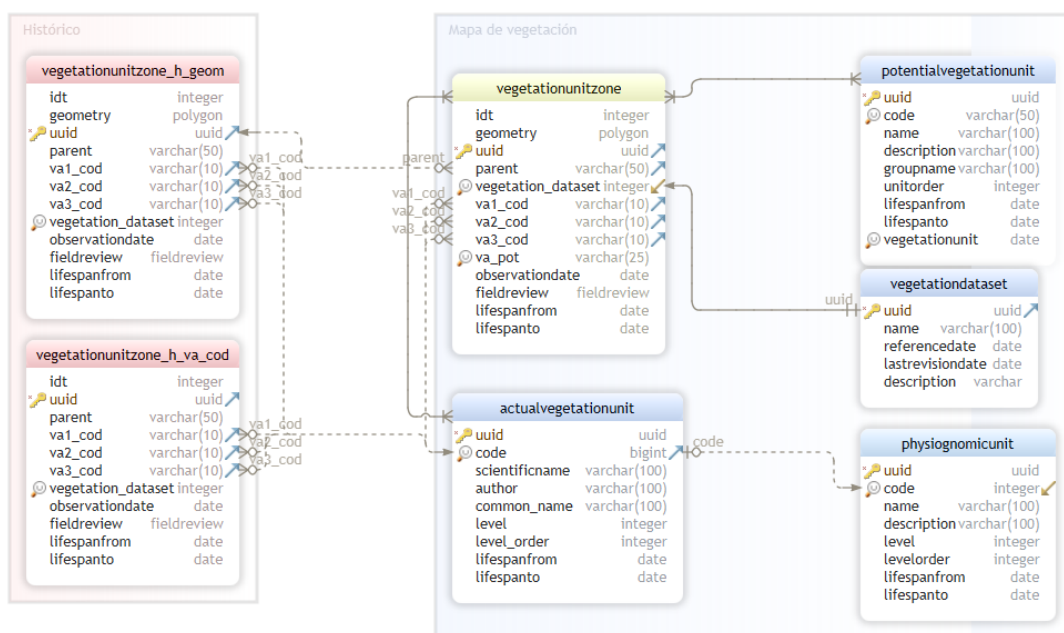 Histórico
vegetationunitzone_h_geom
idt integer
geometry polygon
uuid uuid
parent varchar(50)
va1_cod varchar(10)
va2_cod varchar(10)
va3_cod varchar(10)
vegetation_dataset integer
observationdate date
fieldreview fieldreview
lifespanfrom date
lifespanto date
va1_cod
va2_cod
va3_cod
vegetationunitzone_h_va_cod
idt integer
uuid uuid
parent varchar(50)
va1_cod varchar(10)
va2_cod varchar(10)
va3_cod varchar(10)
vegetation_dataset integer
observationdate date
fieldreview fieldreview
lifespanfrom date
lifespanto date
va1_cod
va2_cod
va3_cod
Mapa de vegetación
vegetationunitzone
idt integer
geometry polygon
uuid uuid
parent varchar(50)
vegetation_dataset integer
va1_cod varchar(10)
va2_cod varchar(10)
va3_cod varchar(10)
va_pot varchar(25)
observationdate date
fieldreview fieldreview
lifespanfrom date
lifespanto date
parent
va1_cod
va2_cod
va3_cod
actualvegetationunit
uuid uuid
code bigint
scientificname varchar(100)
author varchar(100)
common_name varchar(100)
level integer
level_order integer
lifespanfrom date
lifespanto date
code
potentialvegetationunit
uuid uuid
code varchar(50)
name varchar(100)
description varchar(100)
groupname varchar(100)
unitorder integer
lifespanfrom date
lifespanto date
vegetationunit date
vegetationdataset
uuid
uuid uuid
name varchar(100)
referencedate date
lastrevisiondate date
description varchar
physiognomicunit
uuid uuid
code integer
name varchar(100)
description varchar(100)
level integer
levelorder integer
lifespanfrom date
lifespanto date